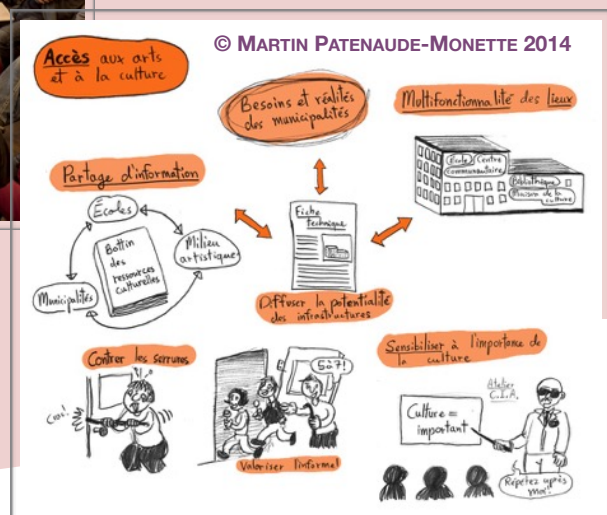 © MARTIN PATENAUDE-MONETTE 2014
Accès aux arts
et à la culture
Besoins et réalités
des municipalités
Multifonctionnalité des lieux
École / Centre
Communautaire
Bibliothèque
Maison de la
culture
Partage d'information
Écoles
Milieu
artistique
Municipalités
Bottin
des
ressources
culturelles
Fiche
technique
Diffuser la potentialité
des infrastructures
Contrer les serrures
5à7!
Valoriser l'informel
Sensibiliser à l'importance de
la culture
Atelier
C.L.A.
Culture =
important
Répétez après
moi!